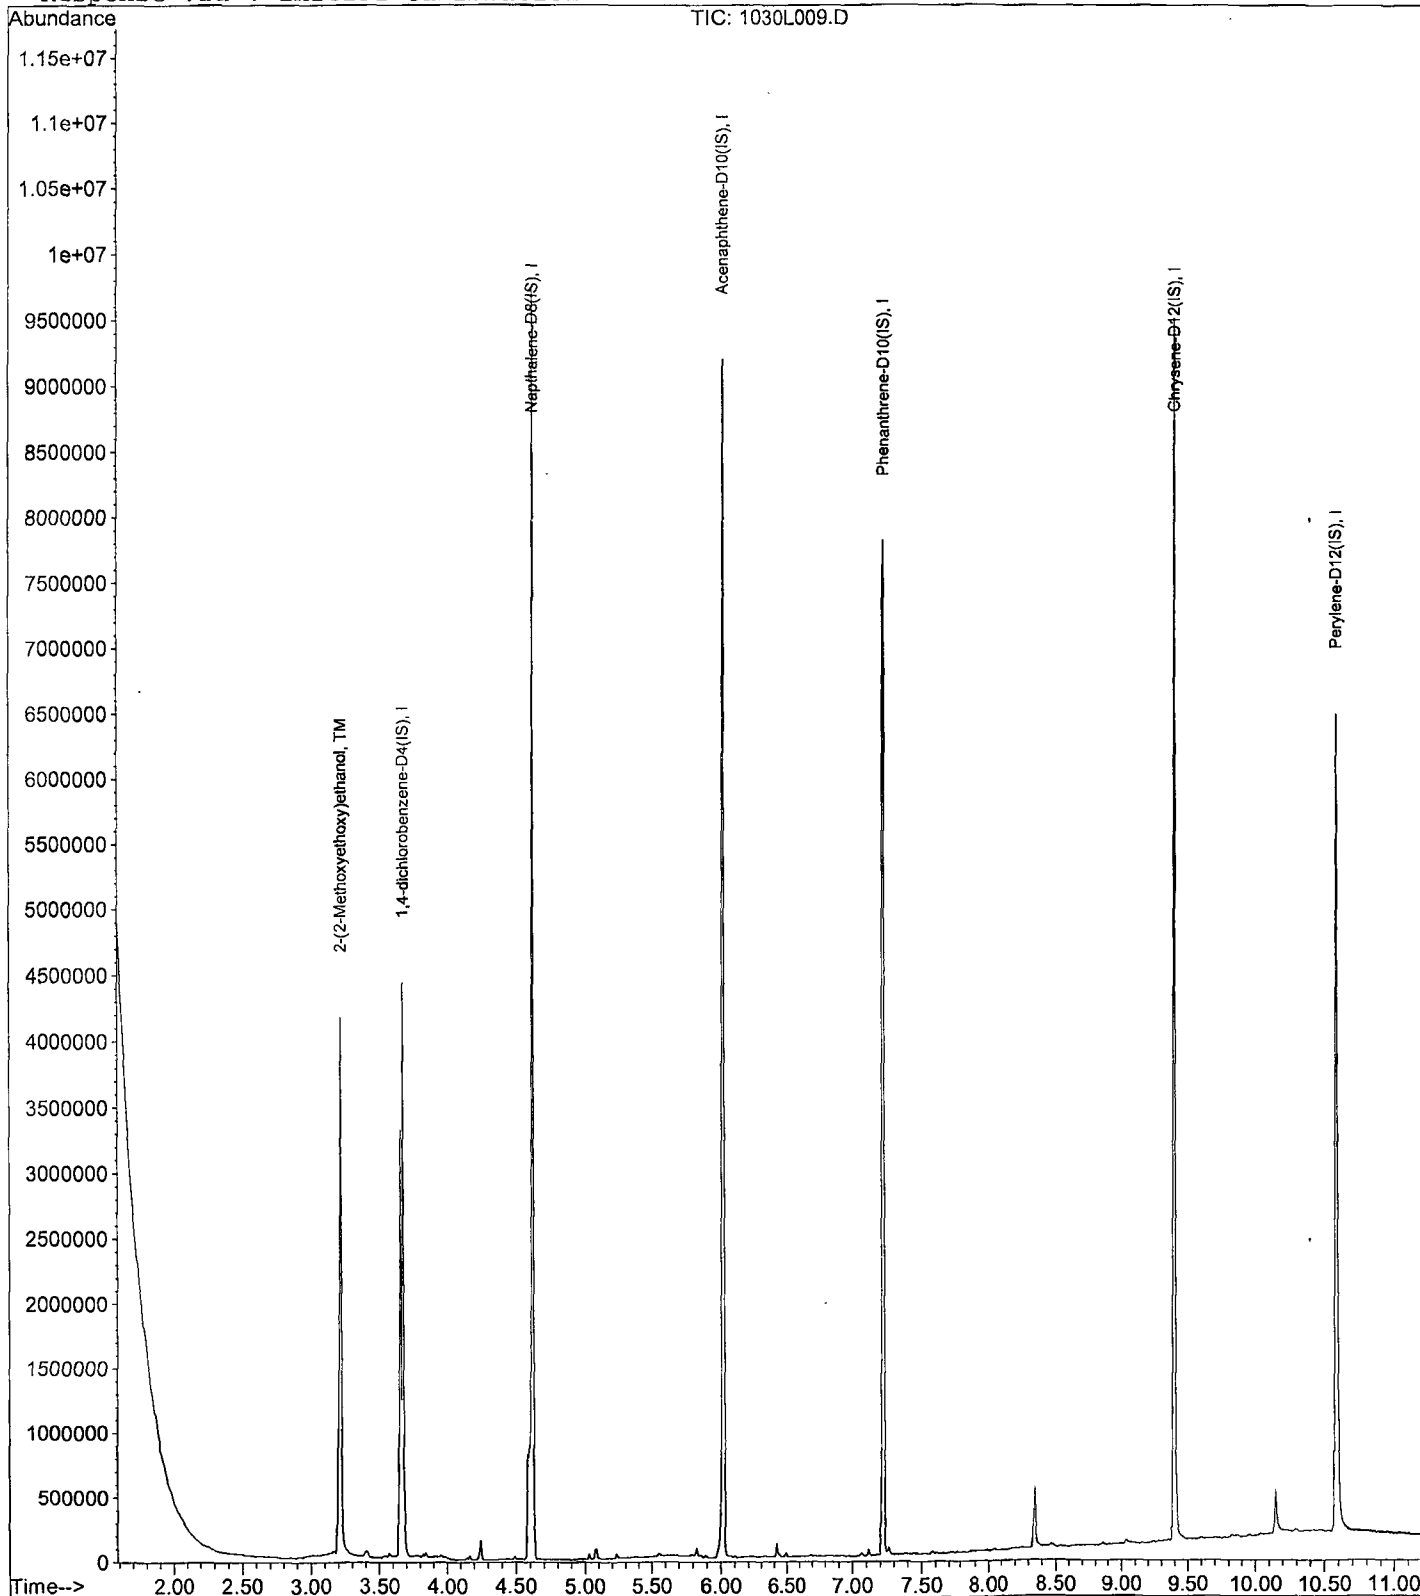 Abundance
TIC: 1030L009.D
1.15e+07
1.1e+07
1.05e+07
1e+07
9500000
9000000
8500000
8000000
7500000
7000000
6500000
6000000
5500000
5000000
4500000
4000000
3500000
3000000
2500000
2000000
1500000
1000000
500000
0
2-(2-Methoxyethoxy)ethanol, TM
1,4-dichlorobenzene-D4(IS), I
Napthalene-D8(IS), I
Acenaphthene-D10(IS), I
Phenanthrene-D10(IS), I
Chrysene-D12(IS), I
Perylene-D12(IS), I
Time--> 2.00 2.50 3.00 3.50 4.00 4.50 5.00 5.50 6.00 6.50 7.00 7.50 8.00 8.50 9.00 9.50 10.00 10.50 11.00